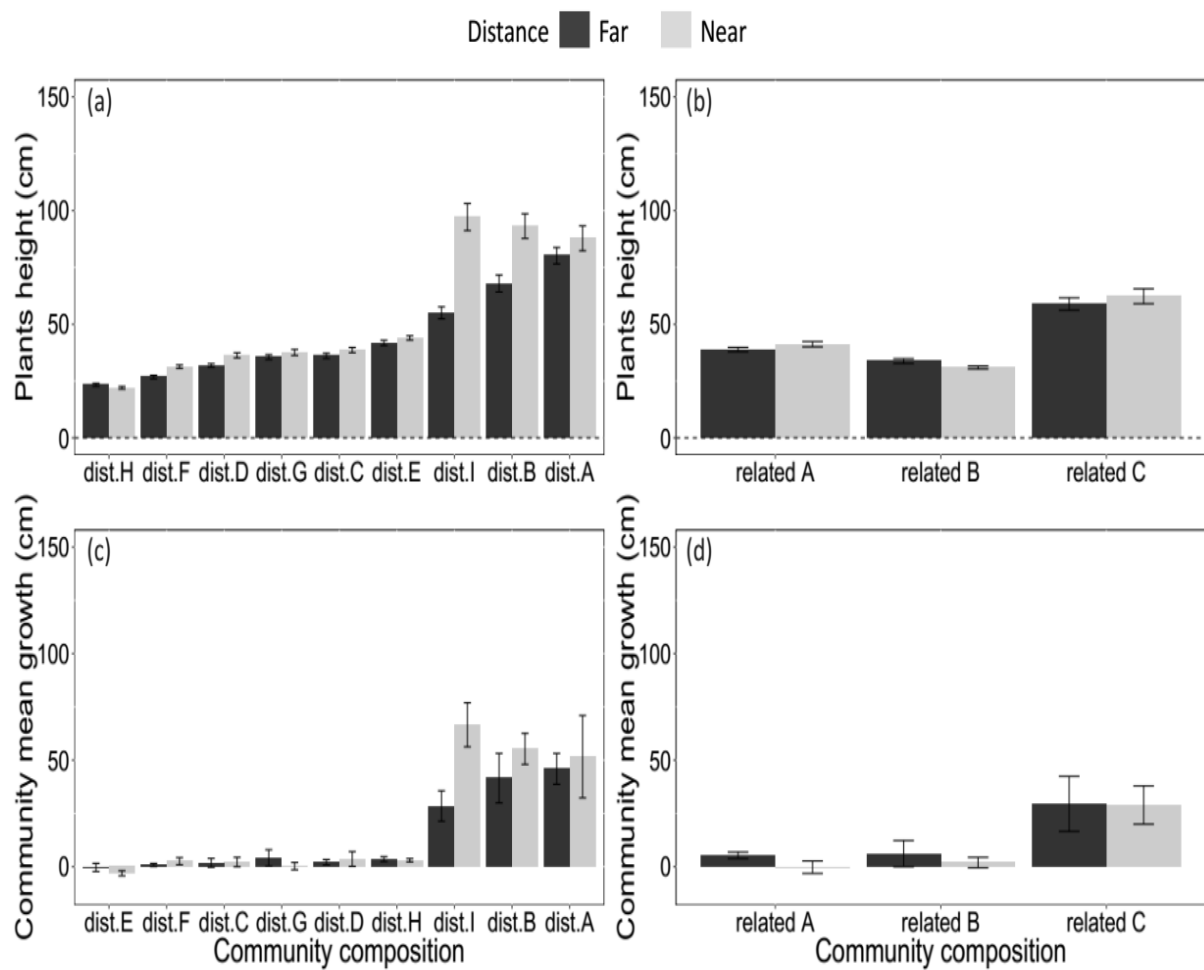 Distance Far Near
(a)
Plants height (cm)
150
100
50
0
dist.H dist.F dist.D dist.G dist.C dist.E dist.I dist.B dist.A
(b)
Plants height (cm)
150
100
50
0
related A related B related C
(c)
Community mean growth (cm)
150
100
50
0
dist.E dist.F dist.C dist.G dist.D dist.H dist.I dist.B dist.A
Community composition
(d)
Community mean growth (cm)
150
100
50
0
related A related B related C
Community composition